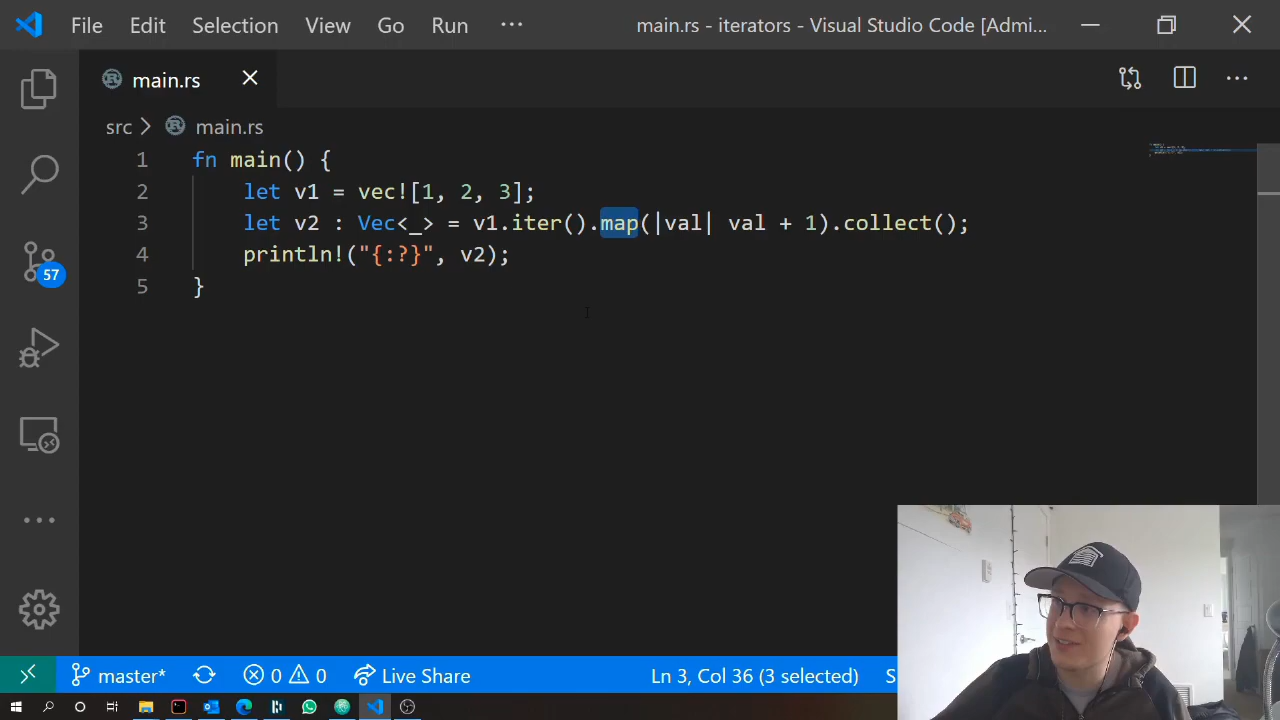 File Edit Selection View Go Run ... main.rs - iterators - Visual Studio Code [Admi...
main.rs
src > main.rs
1 fn main() {
2 let v1 = vec![1, 2, 3];
3 let v2 : Vec<_> = v1.iter().map(|val| val + 1).collect();
4 println!("{:?}", v2);
5 }
57
master* 0 0 Live Share Ln 3, Col 36 (3 selected) S